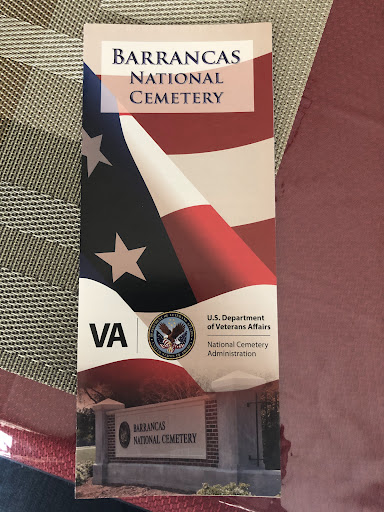 BARRANCAS
NATIONAL
CEMETERY
VA
U.S. Department
of Veterans Affairs
National Cemetery
Administration
BARRANCAS
NATIONAL CEMETERY